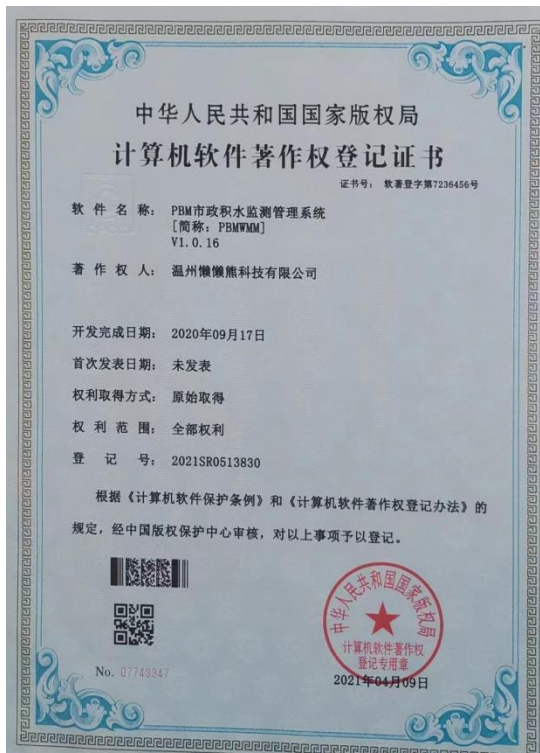 中华人民共和国国家版权局
计算机软件著作权登记证书
证书号： 软著登字第7236456号
软件名称： PBM市政积水监测管理系统
[简称：PBMWMM]
V1.0.16
著作权人： 温州懒懒熊科技有限公司
开发完成日期： 2020年09月17日
首次发表日期： 未发表
权利取得方式： 原始取得
权利范围： 全部权利
登记号： 2021SR0513830
根据《计算机软件保护条例》和《计算机软件著作权登记办法》的
规定，经中国版权保护中心审核，对以上事项予以登记。
中华人民共和国国家版权局
计算机软件著作权
登记专用章
No. 07743347
2021年04月09日